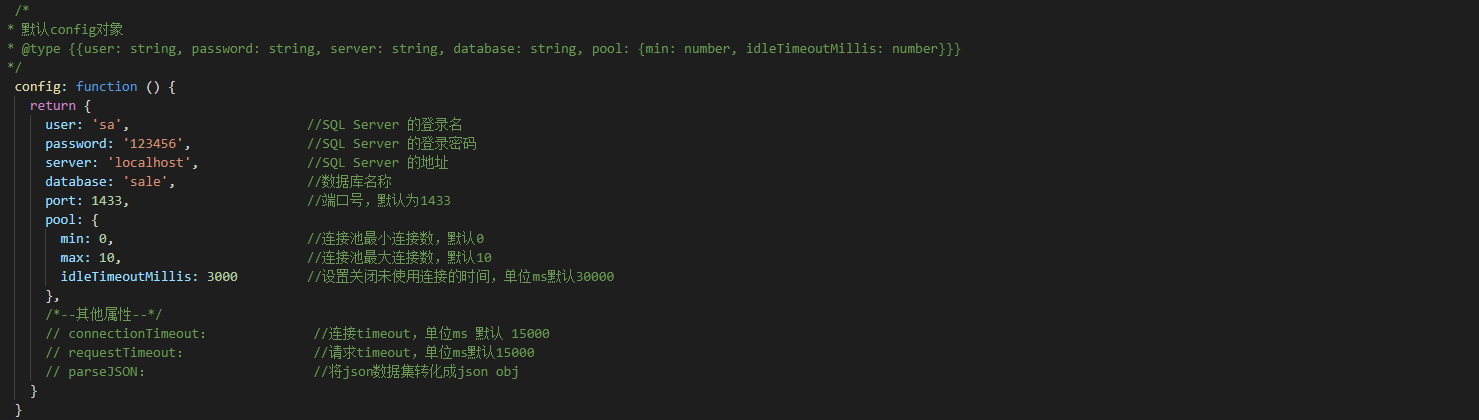 /*
* 默认config对象
* @type {{user: string, password: string, server: string, database: string, pool: {min: number, idleTimeoutMillis: number}}}
*/
config: function () {
return {
user: 'sa', //SQL Server 的登录名
password: '123456', //SQL Server 的登录密码
server: 'localhost', //SQL Server 的地址
database: 'sale', //数据库名称
port: 1433, //端口号，默认为1433
pool: {
min: 0, //连接池最小连接数，默认0
max: 10, //连接池最大连接数，默认10
idleTimeoutMillis: 3000 //设置关闭未使用连接的时间，单位ms默认30000
},
/*--其他属性--*/
// connectionTimeout: //连接timeout，单位ms 默认 15000
// requestTimeout: //请求timeout，单位ms默认15000
// parseJSON: //将json数据集转化成json obj
}
}